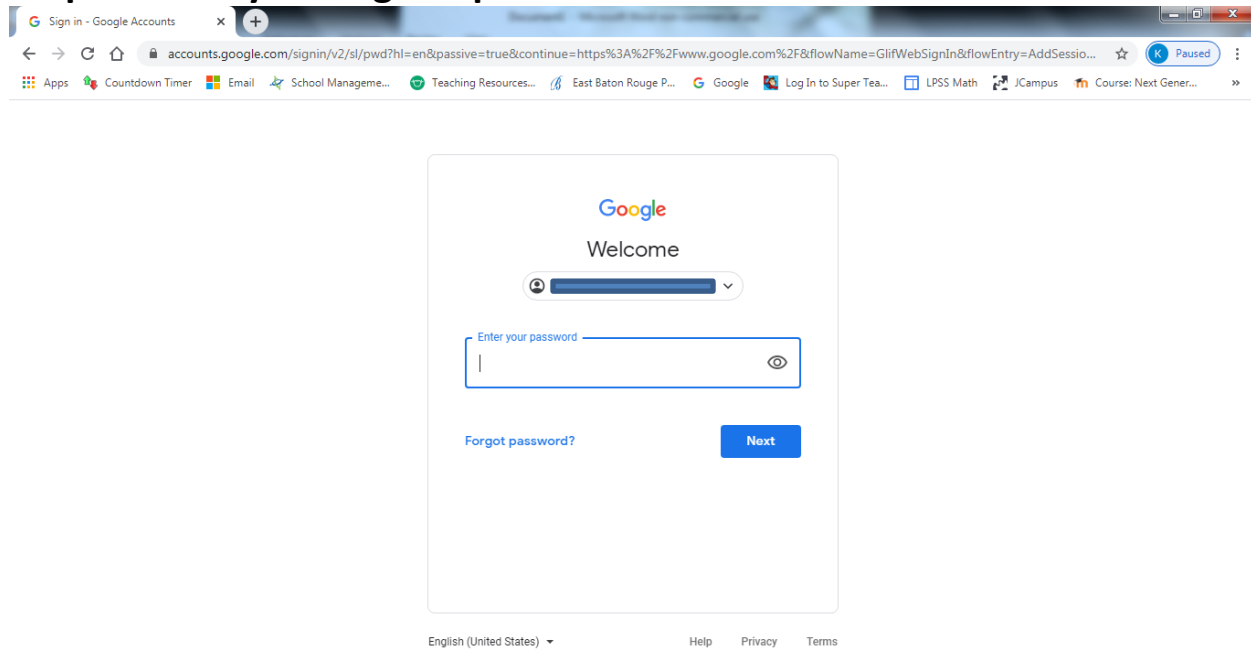 Sign in - Google Accounts
accounts.google.com/signin/v2/sl/pwd?hl=en&passive=true&continue=https%3A%2F%2Fwww.google.com%2F&flowName=GlifWebSignIn&flowEntry=AddSessio... K Paused
Apps Countdown Timer Email School Manageme... Teaching Resources... East Baton Rouge P... Google Log In to Super Tea... LPSS Math JCampus Course: Next Gener... »
Google
Welcome
Enter your password
Forgot password? Next
English (United States) Help Privacy Terms